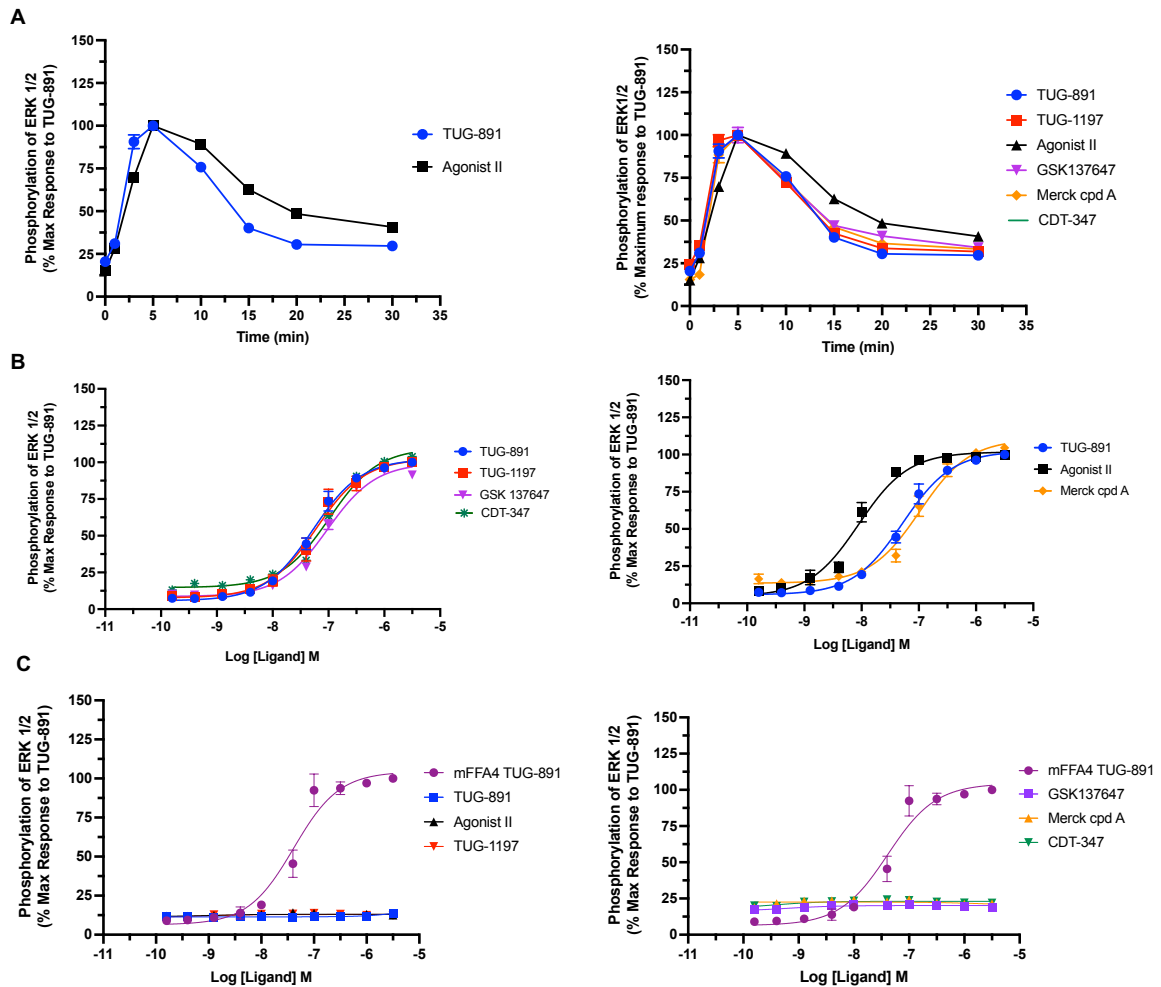 A
Phosphorylation of ERK 1/2
(% Max Response to TUG-891)
150
125
100
75
50
25
0
0 5 10 15 20 25 30 35
Time (min)
TUG-891
Agonist II
Phosphorylation of ERK1/2
(% Maximum response to TUG-891)
150
125
100
75
50
25
0
0 5 10 15 20 25 30 35
Time (min)
TUG-891
TUG-1197
Agonist II
GSK137647
Merck cpd A
CDT-347
B
Phosphorylation of ERK 1/2
(% Max Response to TUG-891)
150
125
100
75
50
25
0
-11 -10 -9 -8 -7 -6 -5
Log [Ligand] M
TUG-891
TUG-1197
GSK 137647
CDT-347
Phosphorylation of ERK 1/2
(% Max Response to TUG-891)
150
125
100
75
50
25
0
-11 -10 -9 -8 -7 -6 -5
Log [Ligand] M
TUG-891
Agonist II
Merck cpd A
C
Phosphorylation of ERK 1/2
(% Max Response to TUG-891)
150
125
100
75
50
25
0
-11 -10 -9 -8 -7 -6 -5
Log [Ligand] M
mFFA4 TUG-891
TUG-891
Agonist II
TUG-1197
Phosphorylation of ERK 1/2
(% Max Response to TUG-891)
150
125
100
75
50
25
0
-11 -10 -9 -8 -7 -6 -5
Log [Ligand] M
mFFA4 TUG-891
GSK137647
Merck cpd A
CDT-347